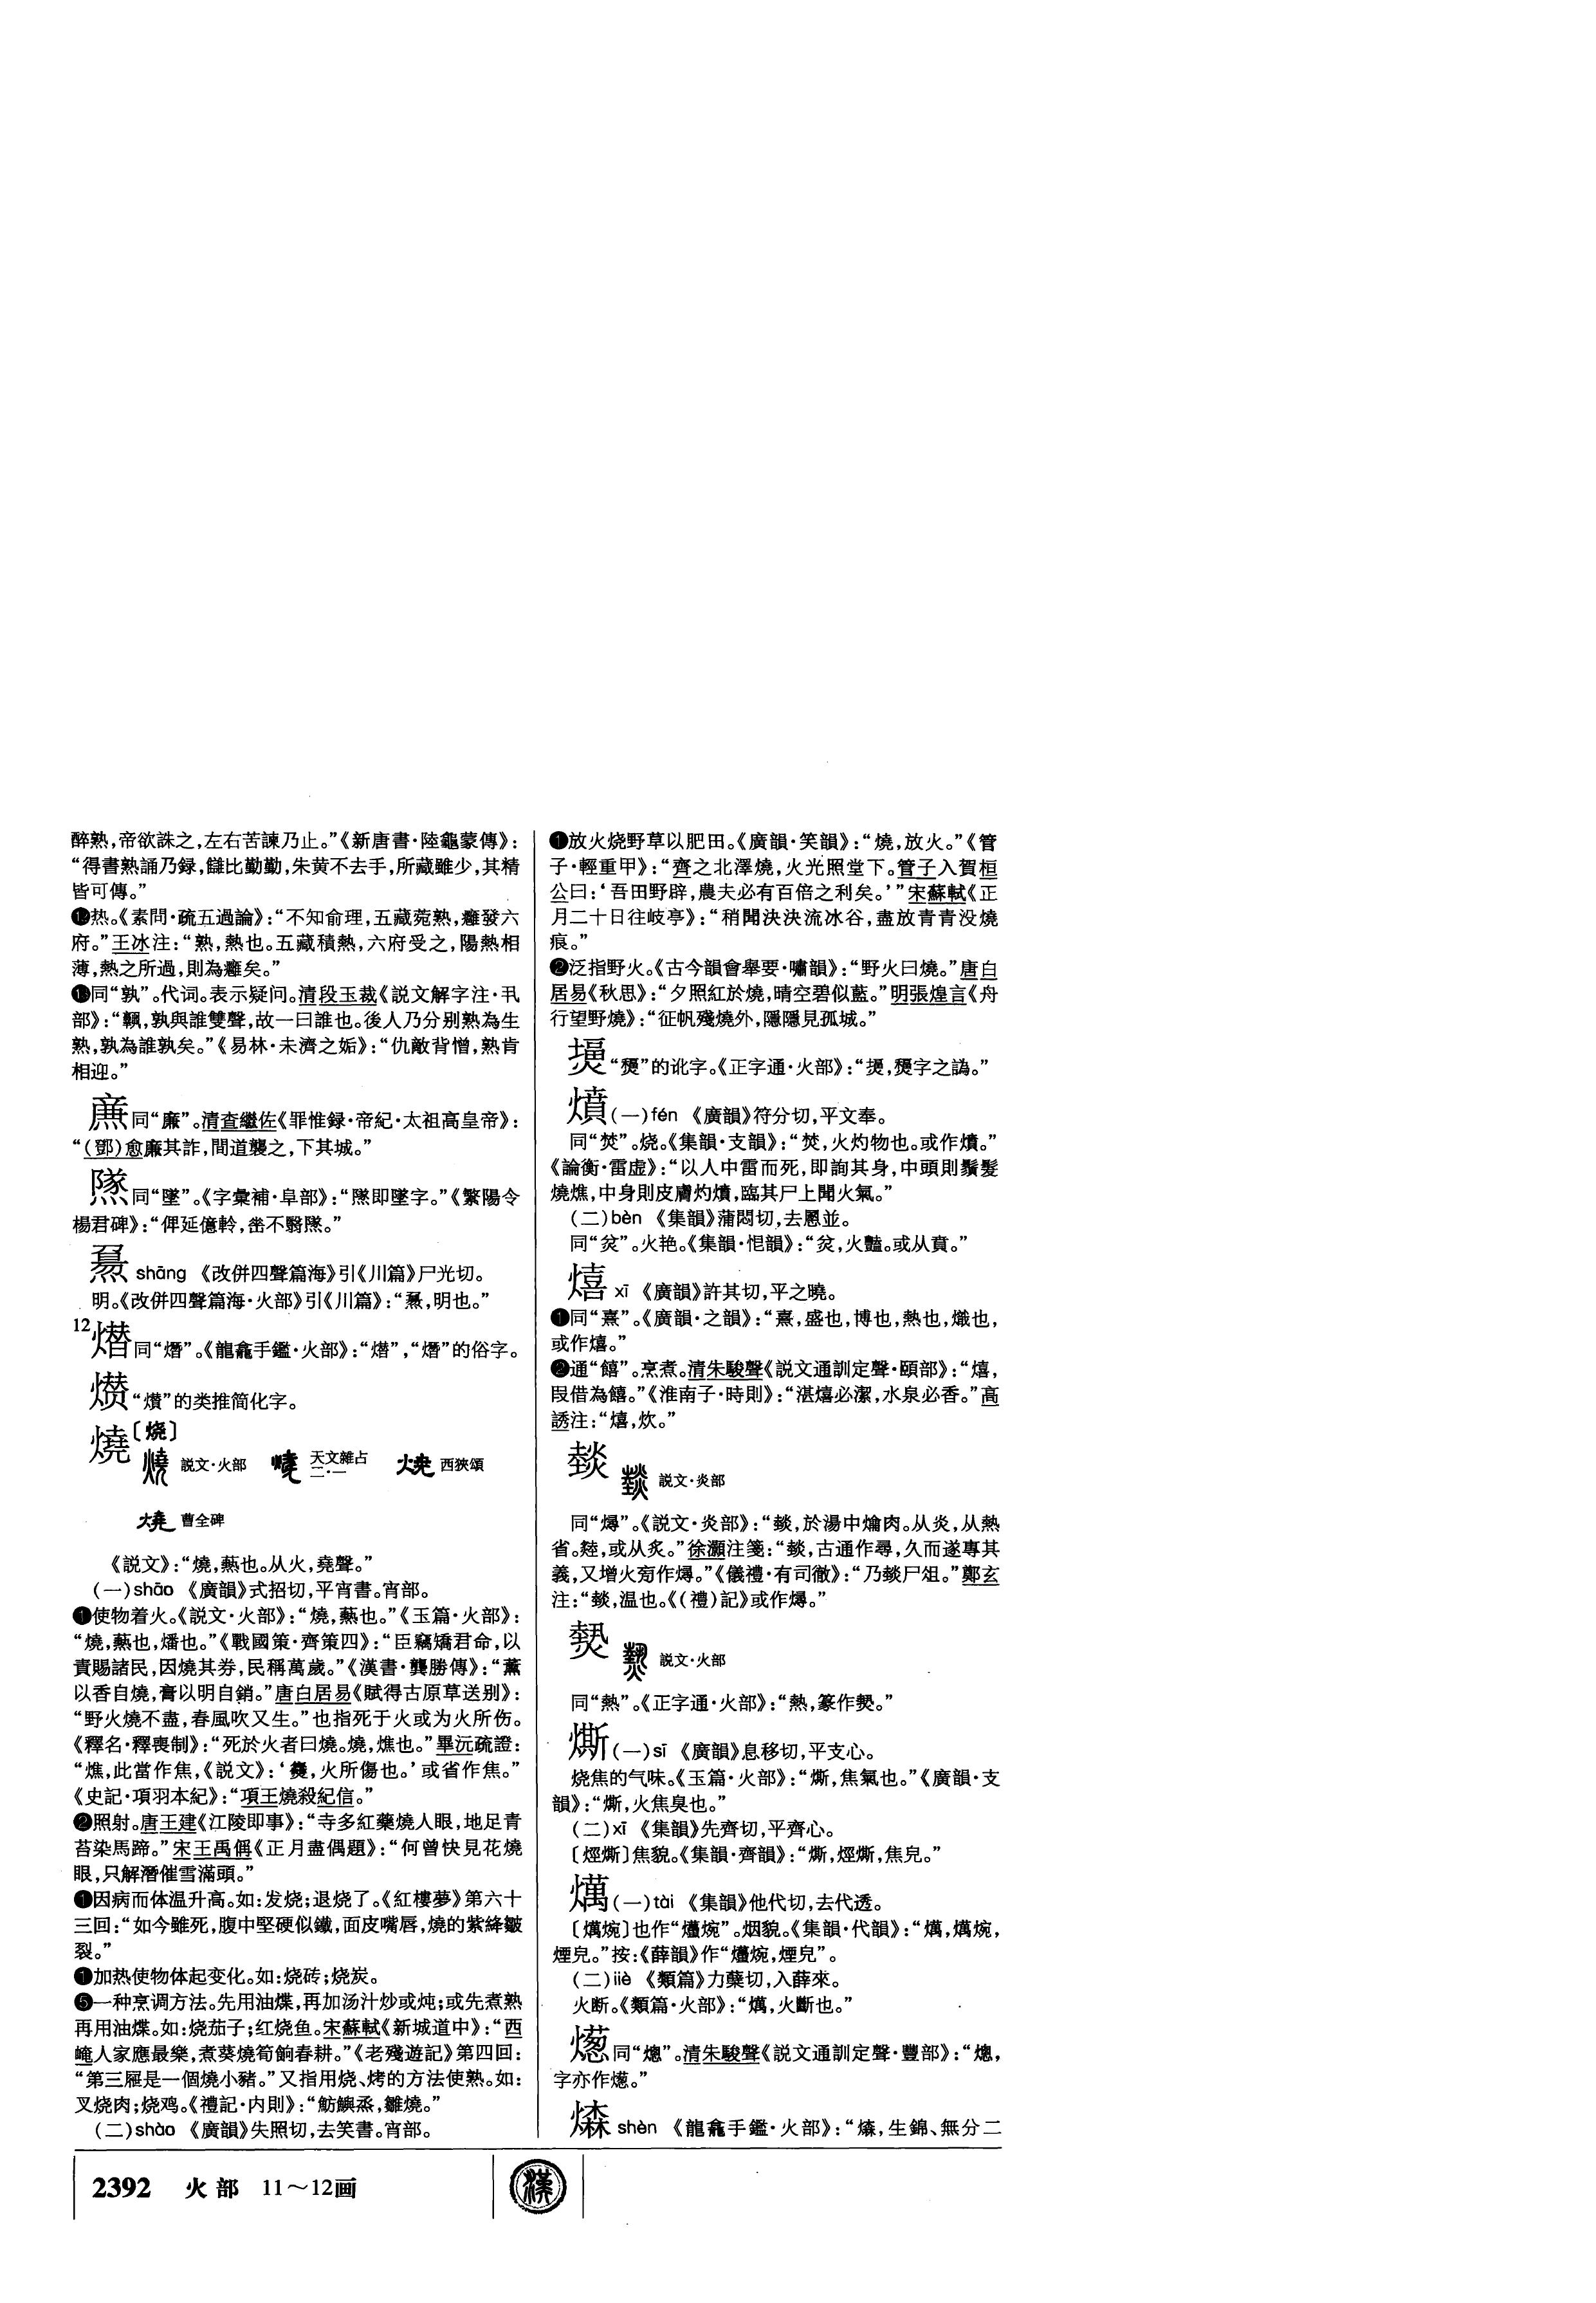 醉熟,帝欲誅之,左右苦諫乃止。”《新唐書·陸龜蒙傳》:
“得書熟誦乃録,讎比勤勤,朱黄不去手,所藏雖少,其精
皆可傳。”
热。《素問·疏五過論》:“不知俞理,五藏菀熟,癰發六
府。”王冰注:“熟,熱也。五藏積熱,六府受之,陽熱相
薄,熱之所過,則為癰矣。”
同“孰”。代词。表示疑问。清段玉裁《説文解字注·丮
部》:“孰與誰雙聲,故一曰誰也。後人乃分别熟為生
熟,孰為誰孰矣。”《易林·未濟之姤》:“仇敵背憎,熟肯
相迎。”
同“廉”。清查繼佐《罪惟録·帝紀·太祖高皇帝》:
“(鄧)愈廉其詐,間道襲之,下其城。”
同“墜”。《字彙補·阜部》:“即墜字。”《繁陽令
楊君碑》:“俾延億齡,不翳。”
shāng 《改併四聲篇海》引《川篇》尸光切。
明。《改併四聲篇海·火部》引《川篇》:“明也。”
12
同“熸”。《龍龕手鑑·火部》:“熸”的俗字。
“的类推简化字。
燒〔烧〕
説文·火部 天文雜占二·一 西狹頌
曹全碑
《説文》:“燒,爇也。从火,堯聲。”
(一)shāo 《廣韻》式招切,平宵書。宵部。
❶使物着火。《説文·火部》:“燒,爇也。”《玉篇·火部》:
“燒,爇也,燔也。”《戰國策·齊策四》:“臣竊矯君命,以
責賜諸民,因燒其券,民稱萬歲。”《漢書·龔勝傳》:“薰
以香自燒,膏以明自銷。”唐白居易《賦得古原草送别》:
“野火燒不盡,春風吹又生。”也指死于火或为火所伤。
《釋名·釋喪制》:“死於火者曰燒。燒,燋也。”畢沅疏證:
“燋,此當作焦,《説文》:‘火所傷也。’或省作焦。”
《史記·項羽本紀》:“項王燒殺紀信。”
❷照射。唐王建《江陵即事》:“寺多紅藥燒人眼,地足青
苔染馬蹄。”宋王禹偁《正月盡偶題》:“何曾快見花燒
眼,只解潛催雪滿頭。”
因病而体温升高。如:发烧;退烧了。《紅樓夢》第六十
三回:“如今雖死,腹中堅硬似鐵,面皮嘴唇,燒的紫絳皺
裂。”
加热使物体起变化。如:烧砖;烧炭。
❺一种烹调方法。先用油煠,再加汤汁炒或炖;或先煮熟
再用油煠。如:烧茄子;红烧鱼。宋蘇軾《新城道中》:“西
崦人家應最樂,煮葵燒筍餉春耕。”《老殘遊記》第四回:
“第三屜是一個燒小豬。”又指用烧、烤的方法使熟。如:
叉烧肉;烧鸡。《禮記·内則》:“魴鱮烝,雛燒。”
(二)shào 《廣韻》失照切,去笑書。宵部。
❶放火烧野草以肥田。《廣韻·笑韻》:“燒,放火。”《管
子·輕重甲》:“齊之北澤燒,火光照堂下。管子入賀桓
公曰:‘吾田野辟,農夫必有百倍之利矣。’”宋蘇軾《正
月二十日往岐亭》:“稍聞決決流冰谷,盡放青青没燒
痕。”
❷泛指野火。《古今韻會舉要·嘯韻》:“野火曰燒。”唐白
居易《秋思》:“夕照紅於燒,晴空碧似藍。”明張煌言《舟
行望野燒》:“征帆殘燒外,隱隱見孤城。”
的讹字。《正字通·火部》:“字之譌。”
燌(一)fén 《廣韻》符分切,平文奉。
同“焚”。烧。《集韻·支韻》:“焚,火灼物也。或作燌。”
《論衡·雷虚》:“以人中雷而死,即詢其身,中頭則鬚髮
燒燋,中身則皮膚灼燌,臨其尸上聞火氣。”
(二)bèn 《集韻》蒲悶切,去慁並。
同“炃”。火艳。《集韻·恨韻》:“炃,火豔。或从賁。”
熺 xī 《廣韻》許其切,平之曉。
❶同“熹”。《廣韻·之韻》:“熹,盛也,博也,熱也,熾也,
或作熺。”
❷通“饎”。烹煮。清朱駿聲《説文通訓定聲·頤部》:“熺,
叚借為饎。”《淮南子·時則》:“湛熺必潔,水泉必香。”高
誘注:“熺,炊。”
燅 説文·炎部
同“燖”。《説文·炎部》:“燅,於湯中爚肉。从炎,从熱
省。或从炙。”徐灝注箋:“燅,古通作尋,久而遂專其
義,又增火旁作燖。”《儀禮·有司徹》:“乃燅尸俎。”鄭玄
注:“燅,温也。《(禮)記》或作燖。”
説文·火部
同“熱”。《正字通·火部》:“熱,篆作。”
燍(一)sī 《廣韻》息移切,平支心。
烧焦的气味。《玉篇·火部》:“燍,焦氣也。”《廣韻·支
韻》:“燍,火焦臭也。”
(二)xī 《集韻》先齊切,平齊心。
〔烴燍〕焦貌。《集韻·齊韻》:“燍,烴燍,焦皃。”
(一)tài 《集韻》他代切,去代透。
也作。烟貌。《集韻·代韻》:
煙皃。”按:《薛韻》作“煙皃”。
(二)liè 《類篇》力蘖切,入薛來。
火断。《類篇·火部》:“火斷也。”
同“熜”。清朱駿聲《説文通訓定聲·豐部》:“熜,
字亦作。”
shèn 《龍龕手鑑·火部》:“生錦、無分二
2392 火部 11～12画
漢